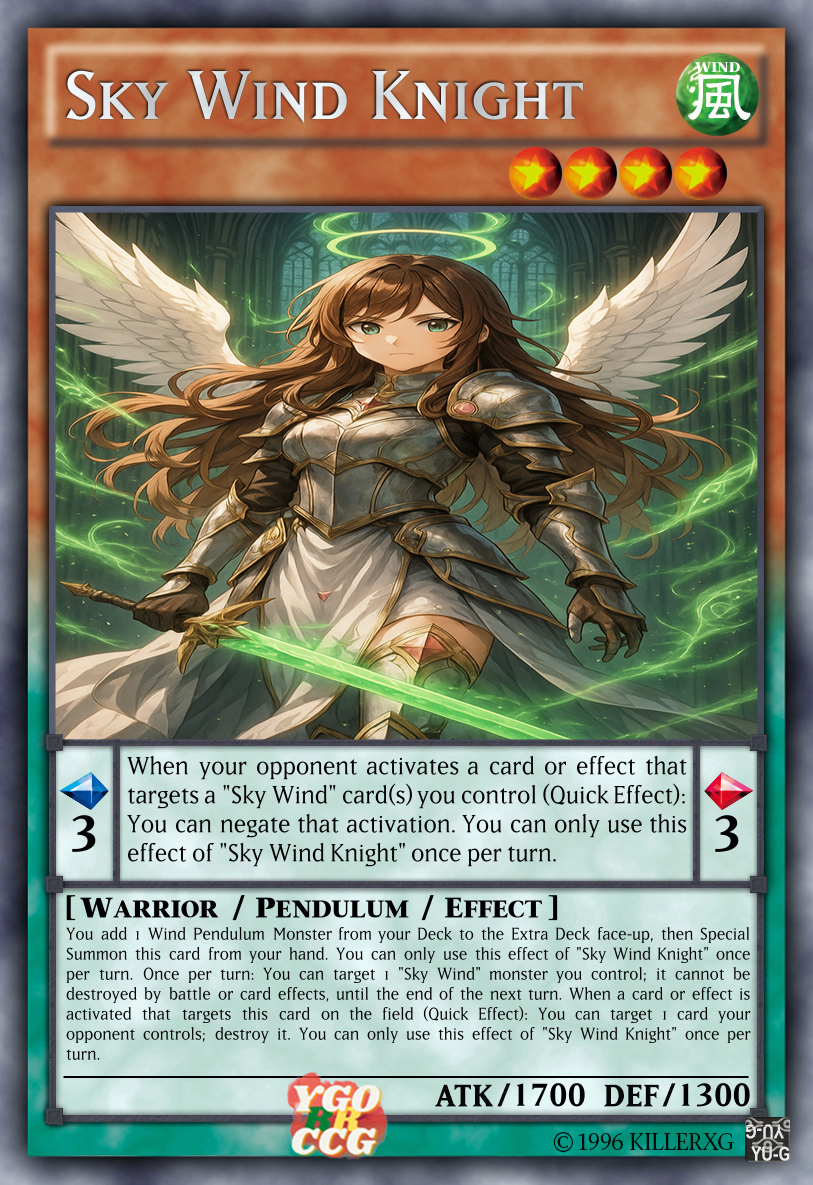 Sky Wind Knight
WIND
風
When your opponent activates a card or effect that
targets a "Sky Wind" card(s) you control (Quick Effect):
You can negate that activation. You can only use this
effect of "Sky Wind Knight" once per turn.
3
3
[ Warrior / Pendulum / Effect ]
You add 1 Wind Pendulum Monster from your Deck to the Extra Deck face-up, then Special
Summon this card from your hand. You can only use this effect of "Sky Wind Knight" once
per turn. Once per turn: You can target 1 "Sky Wind" monster you control; it cannot be
destroyed by battle or card effects, until the end of the next turn. When a card or effect is
activated that targets this card on the field (Quick Effect): You can target 1 card your
opponent controls; destroy it. You can only use this effect of "Sky Wind Knight" once per
turn.
ATK/1700 DEF/1300
YGO
CCG
© 1996 KILLERXG
YU-G
YU-G